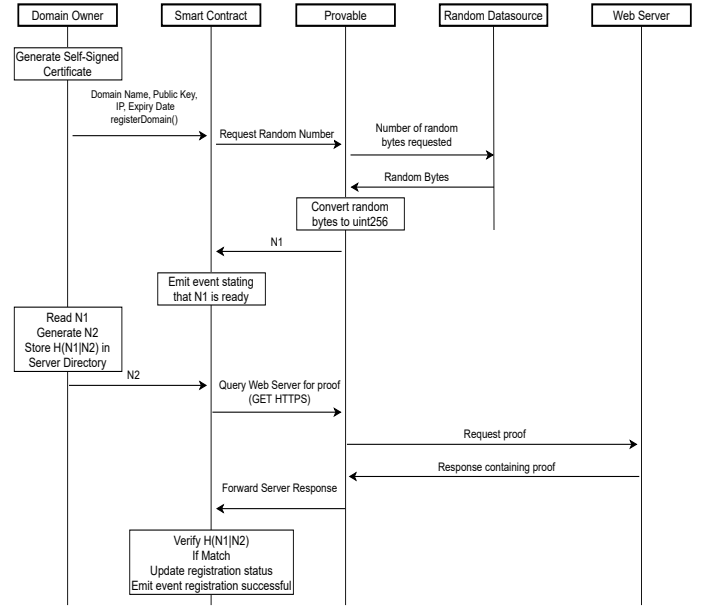 Domain Owner
Smart Contract
Provable
Random Datasource
Web Server
Generate Self-Signed
Certificate
Domain Name, Public Key,
IP, Expiry Date
registerDomain()
Request Random Number
Number of random
bytes requested
Random Bytes
Convert random
bytes to uint256
N1
Emit event stating
that N1 is ready
Read N1
Generate N2
Store H(N1|N2) in
Server Directory
N2
Query Web Server for proof
(GET HTTPS)
Request proof
Response containing proof
Forward Server Response
Verify H(N1|N2)
If Match
Update registration status
Emit event registration successful